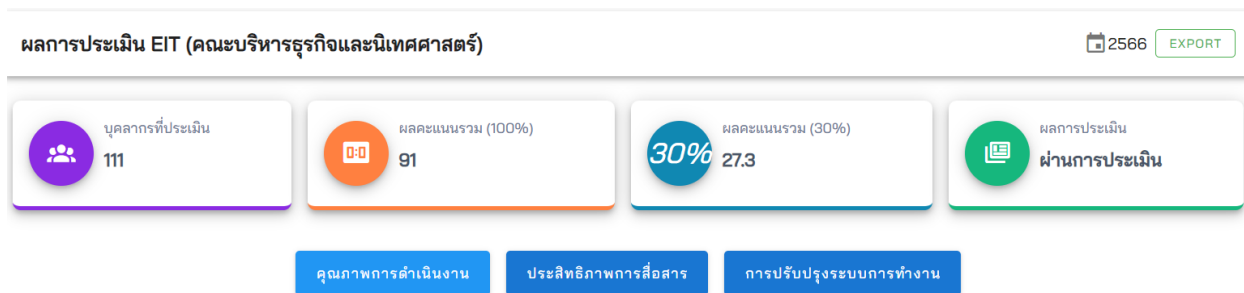 ผลการประเมิน EIT (คณะบริหารธุรกิจและนิเทศศาสตร์)
2566 EXPORT
บุคลากรที่ประเมิน
111
0:0
ผลคะแนนรวม (100%)
91
30%
ผลคะแนนรวม (30%)
27.3
ผลการประเมิน
ผ่านการประเมิน
คุณภาพการดำเนินงาน
ประสิทธิภาพการสื่อสาร
การปรับปรุงระบบการทำงาน